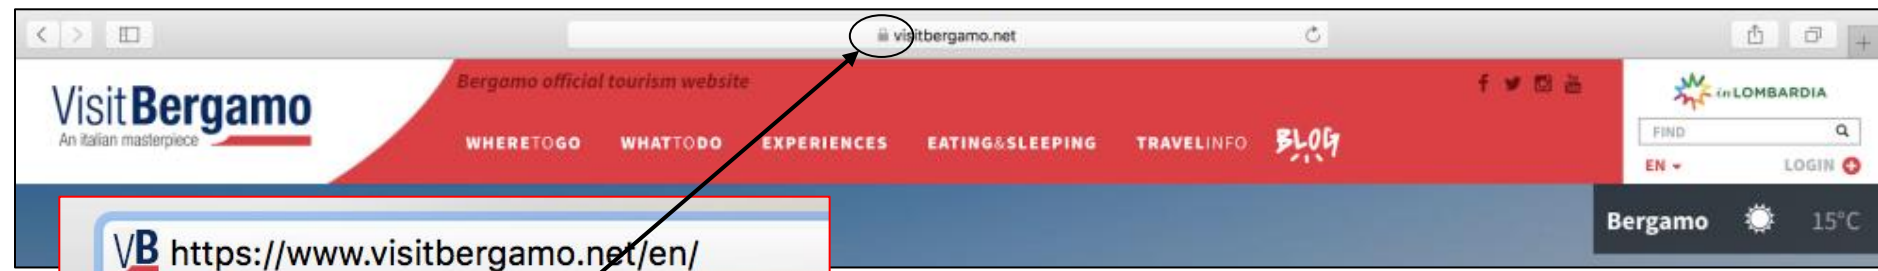 visitbergamo.net
Bergamo official tourism website
VisitBergamo
An italian masterpiece
WHERETOGO WHATTODO EXPERIENCES EATING&SLEEPING TRAVELINFO BLOG
inLOMBARDIA
FIND
EN LOGIN
Bergamo 15°C
VB https://www.visitbergamo.net/en/